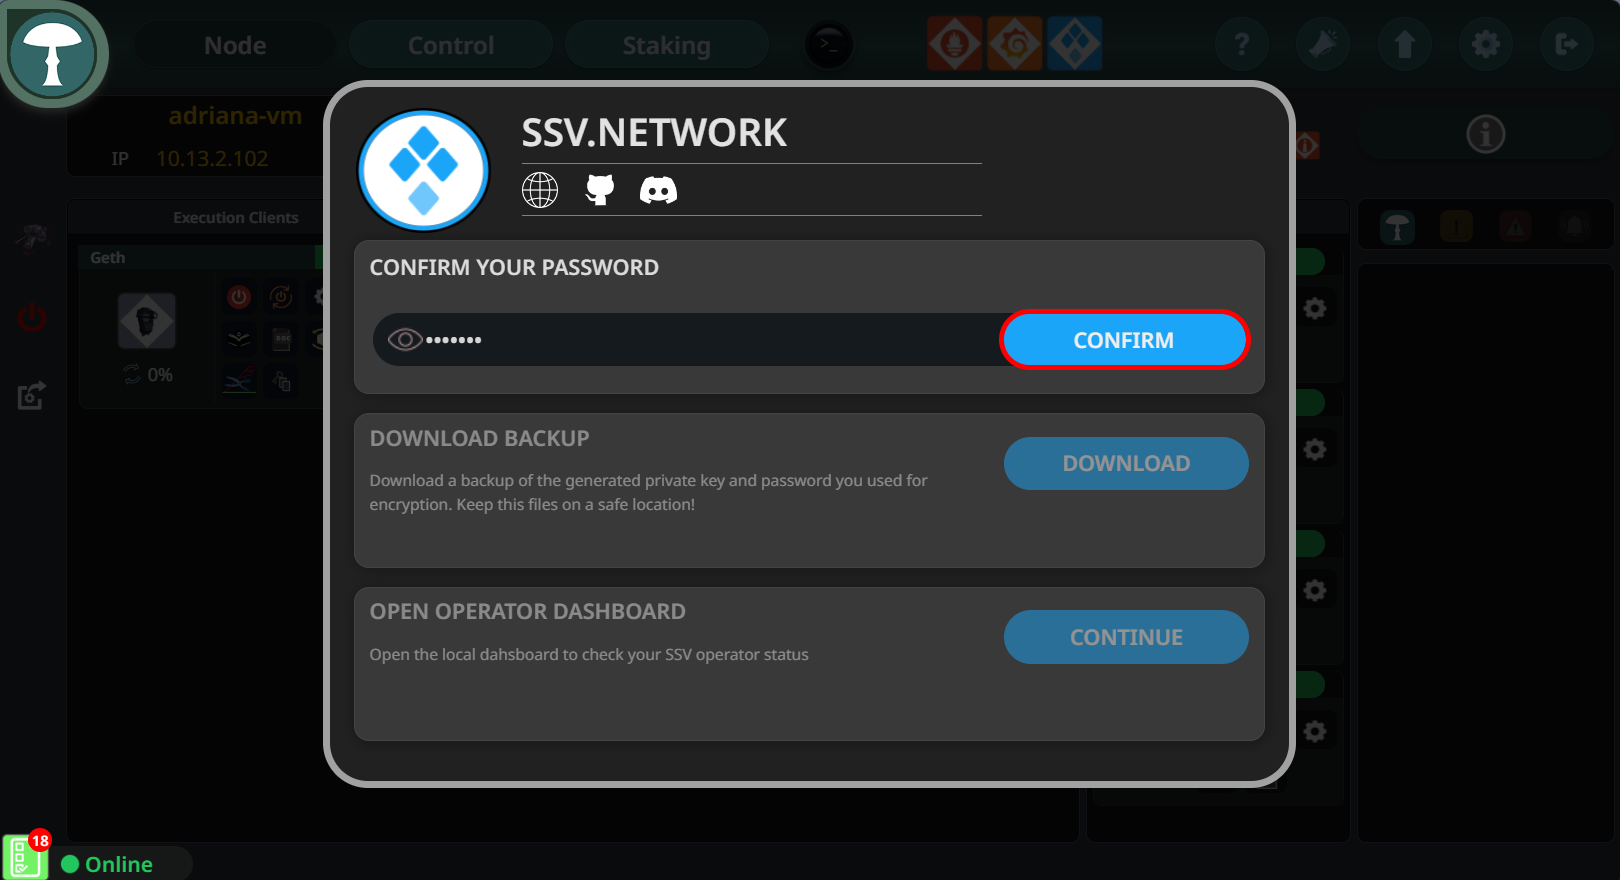 Node
Control
Staking
>_
?
adriana-vm
IP 10.13.2.102
Execution Clients
Geth
DOC
0%
SSV.NETWORK
CONFIRM YOUR PASSWORD
•••••••
CONFIRM
DOWNLOAD BACKUP
Download a backup of the generated private key and password you used for
encryption. Keep this files on a safe location!
DOWNLOAD
OPEN OPERATOR DASHBOARD
Open the local dahsboard to check your SSV operator status
CONTINUE
18
Online